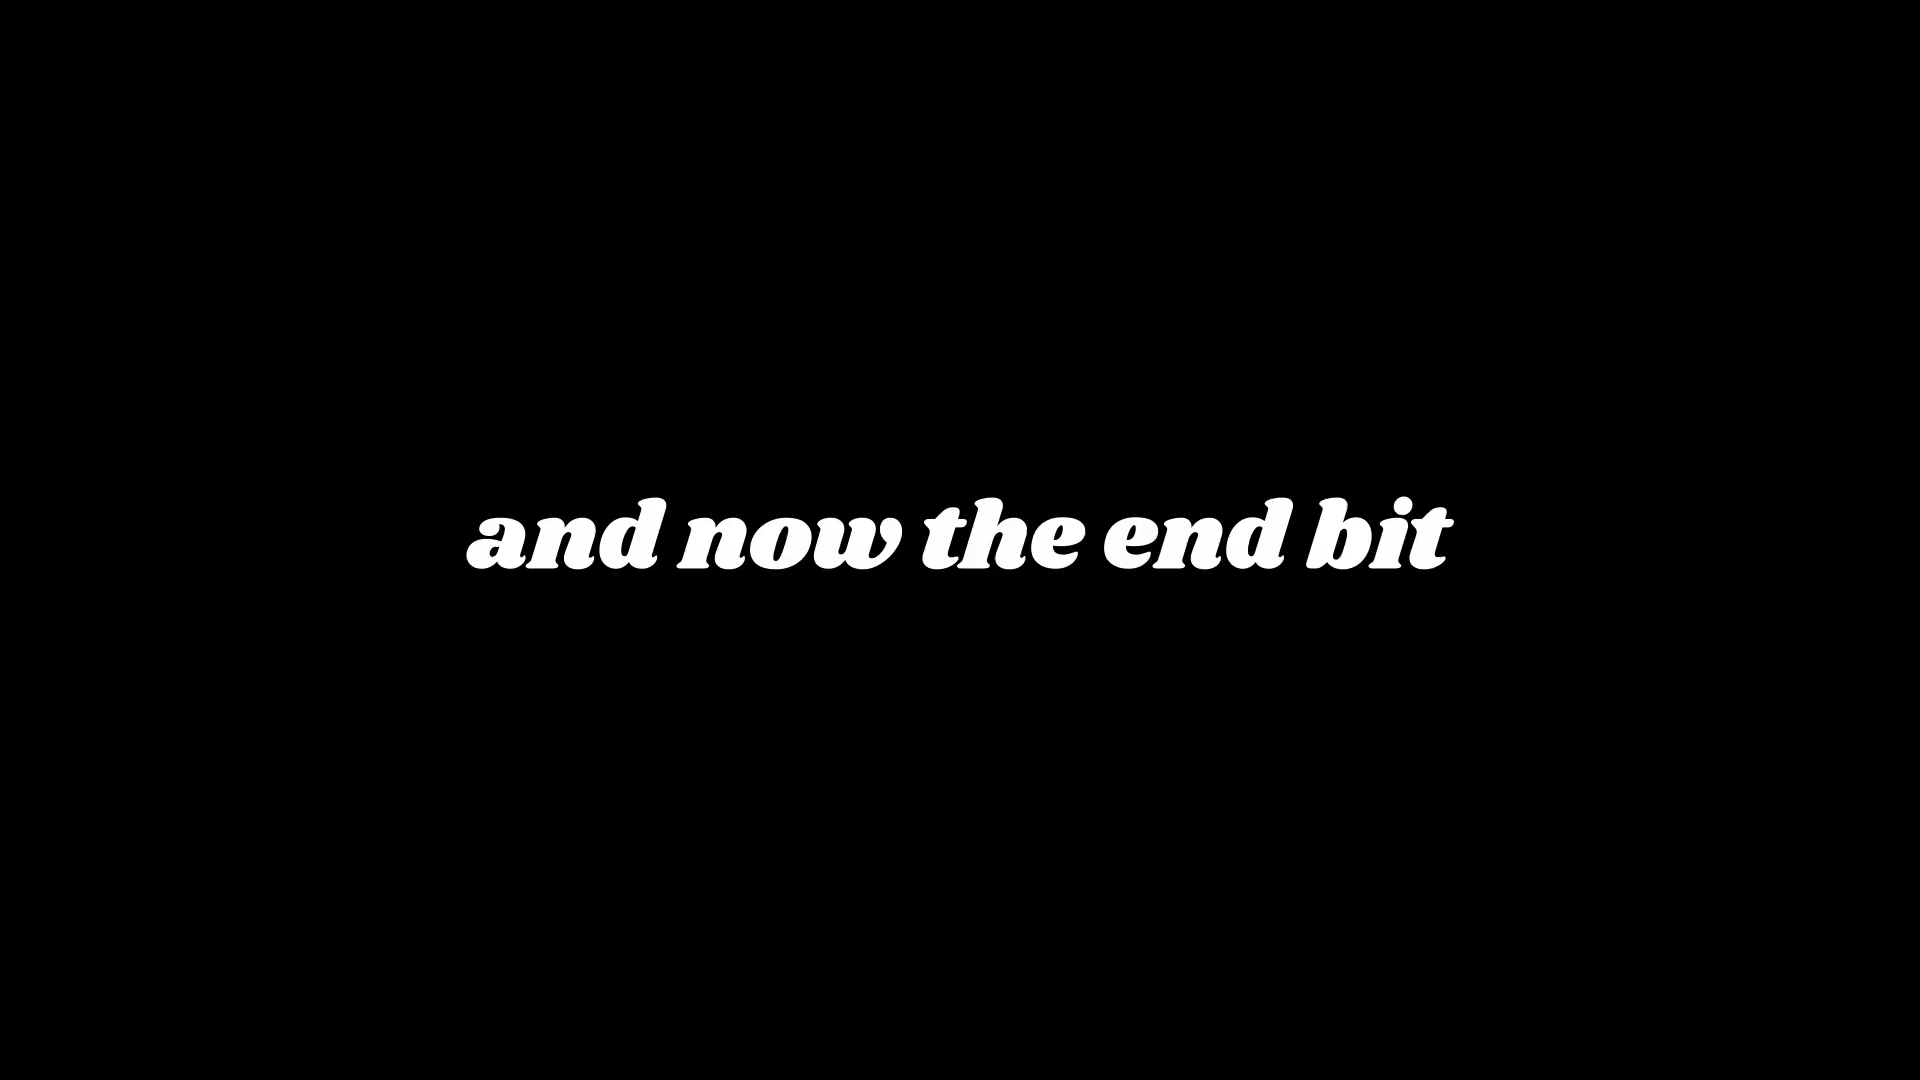 and now the end bit